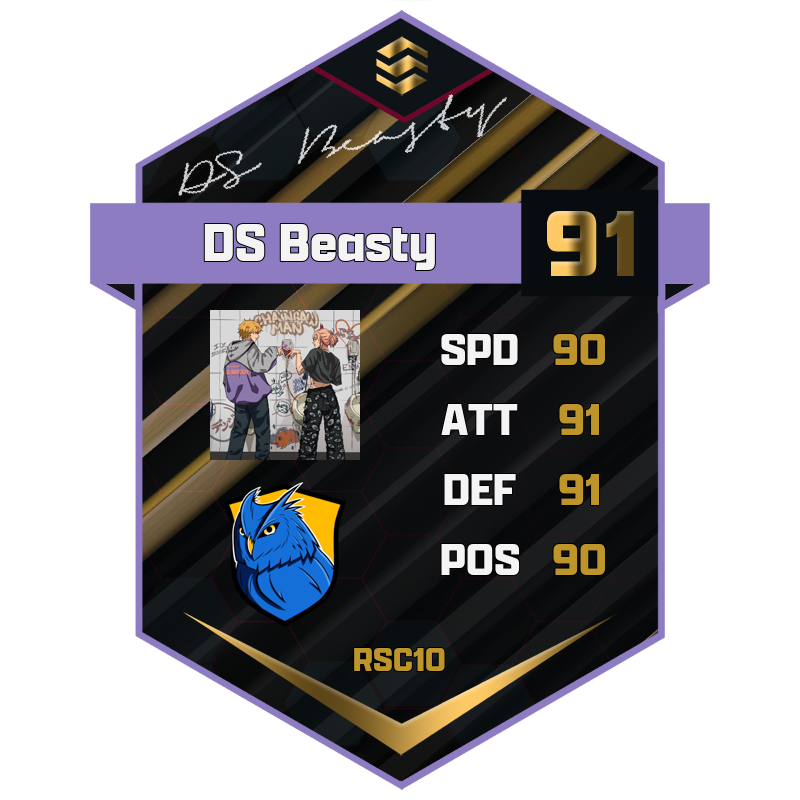 DS Beasty
DS Beasty
91
CHAINSAW
MAN
SPD 90
ATT 91
DEF 91
POS 90
RSC10